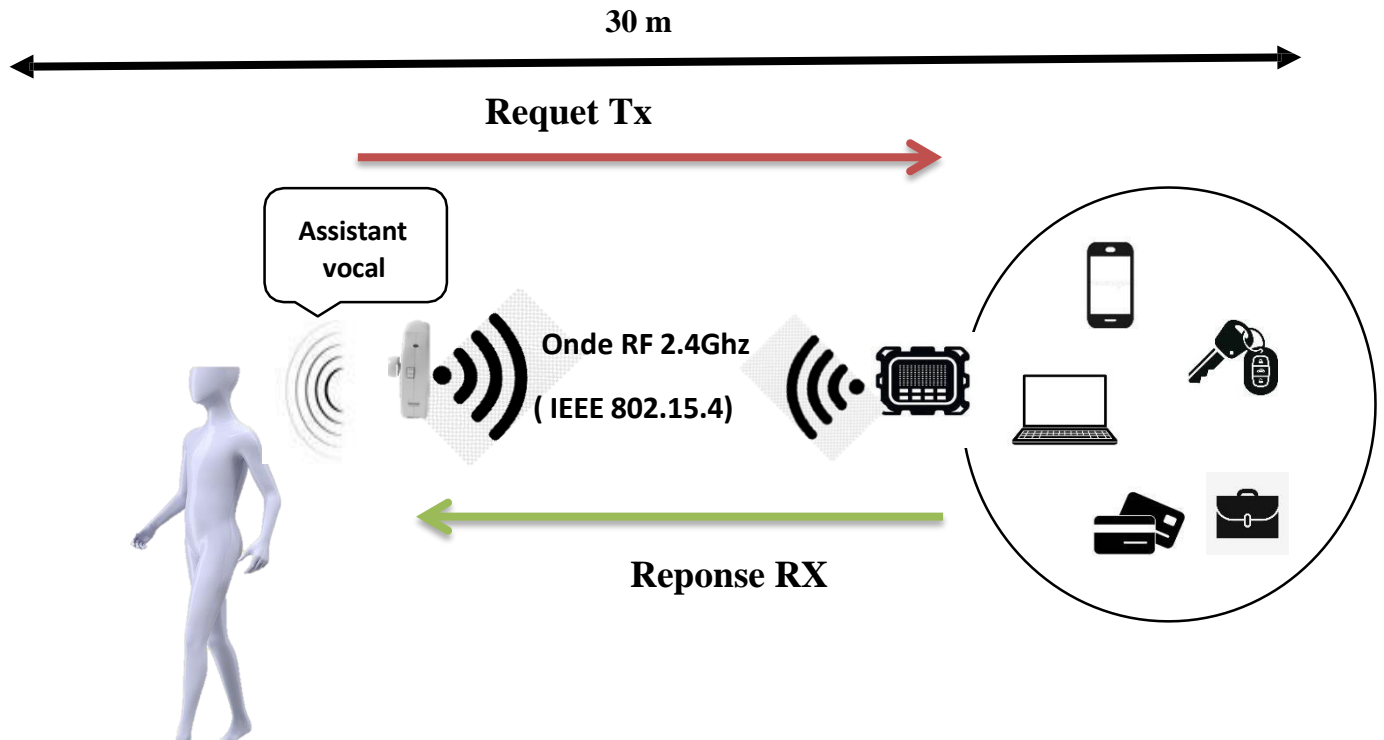 30 m
Requet Tx
Assistant
vocal
Onde RF 2.4Ghz
( IEEE 802.15.4)
Reponse RX